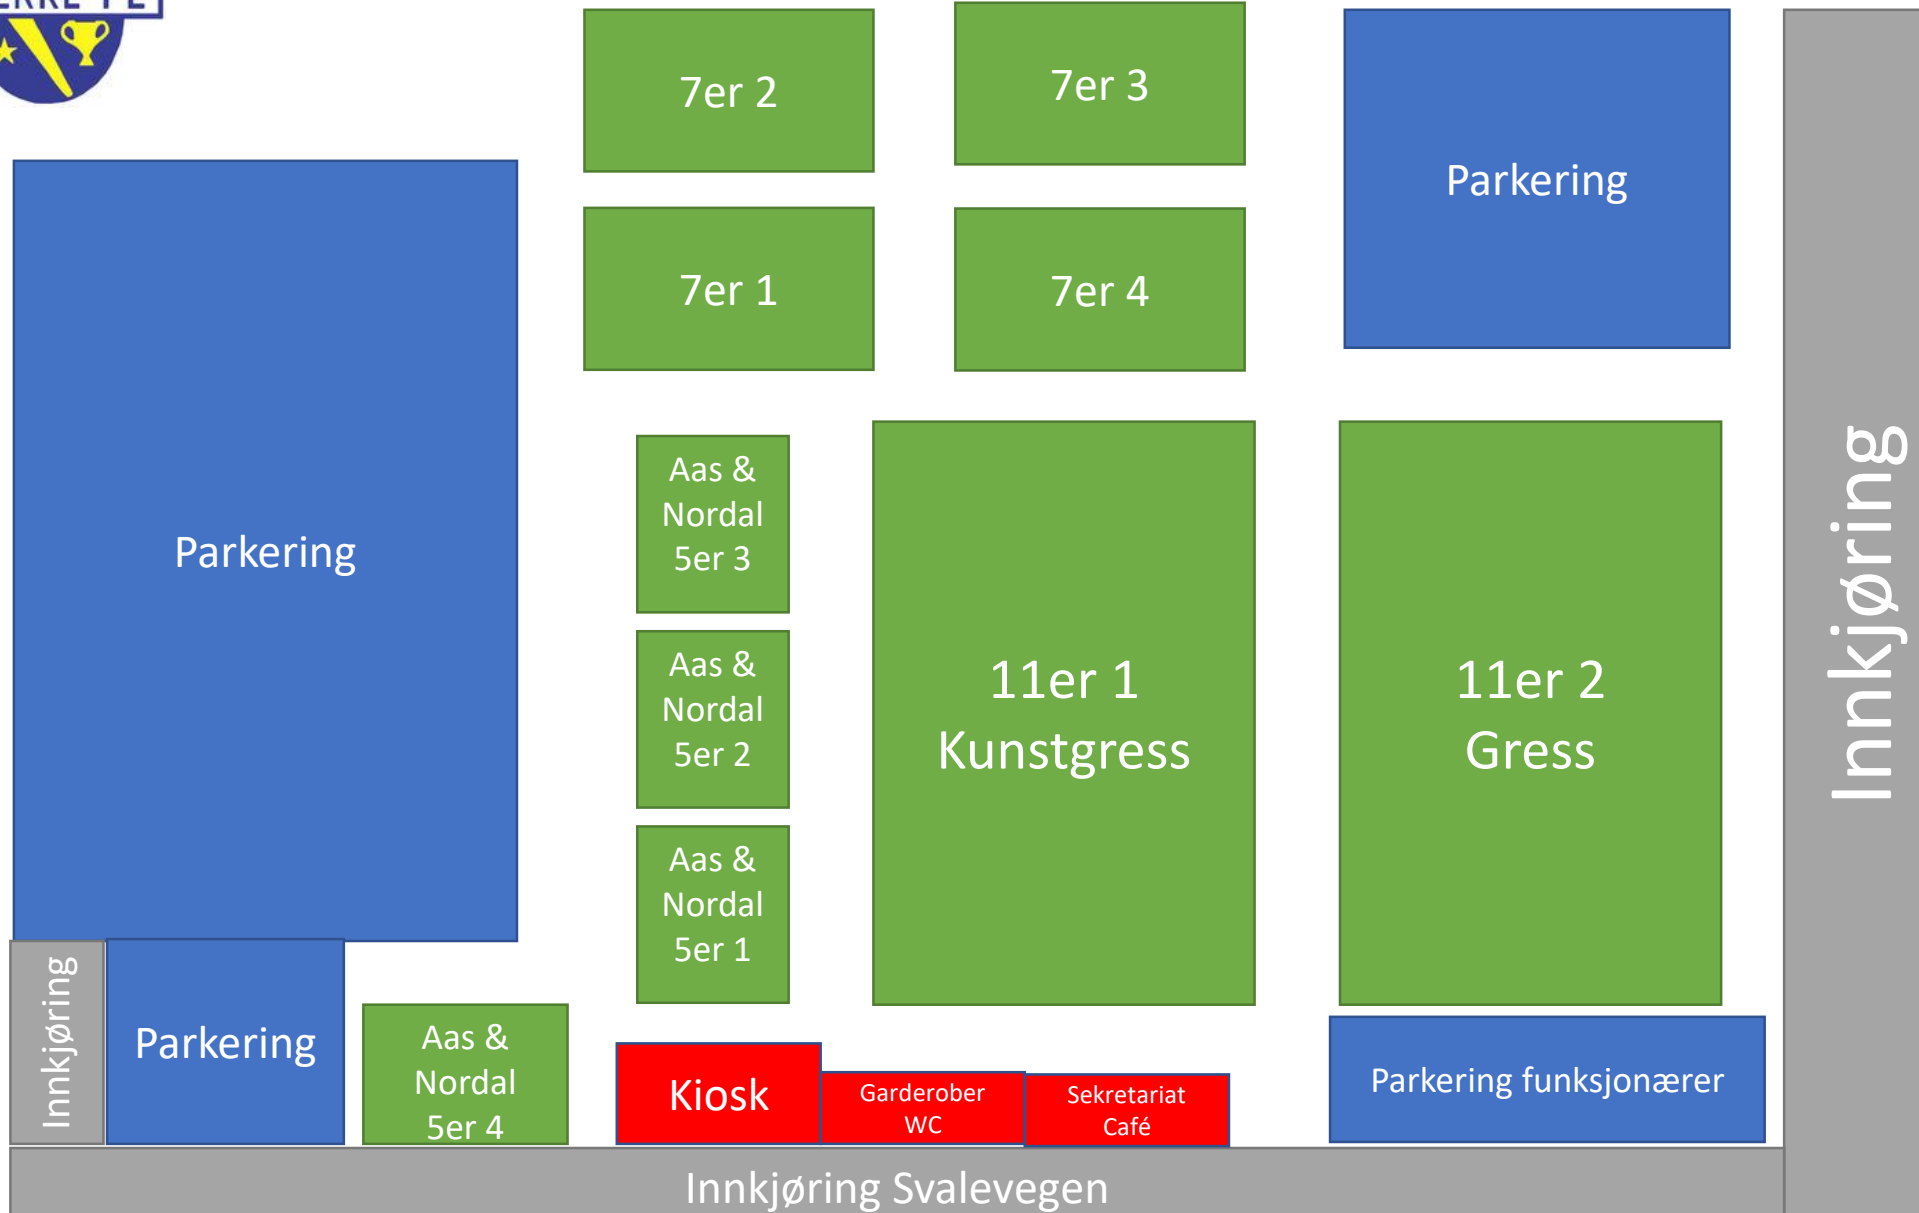 7er 2
7er 3
Parkering
7er 1
7er 4
Parkering
Aas &
Nordal
5er 3
Aas &
Nordal
5er 2
Aas &
Nordal
5er 1
11er 1
Kunstgress
11er 2
Gress
Innkjøring
Innkjøring
Parkering
Aas &
Nordal
5er 4
Kiosk
Garderober
WC
Sekretariat
Café
Parkering funksjonærer
Innkjøring Svalevegen